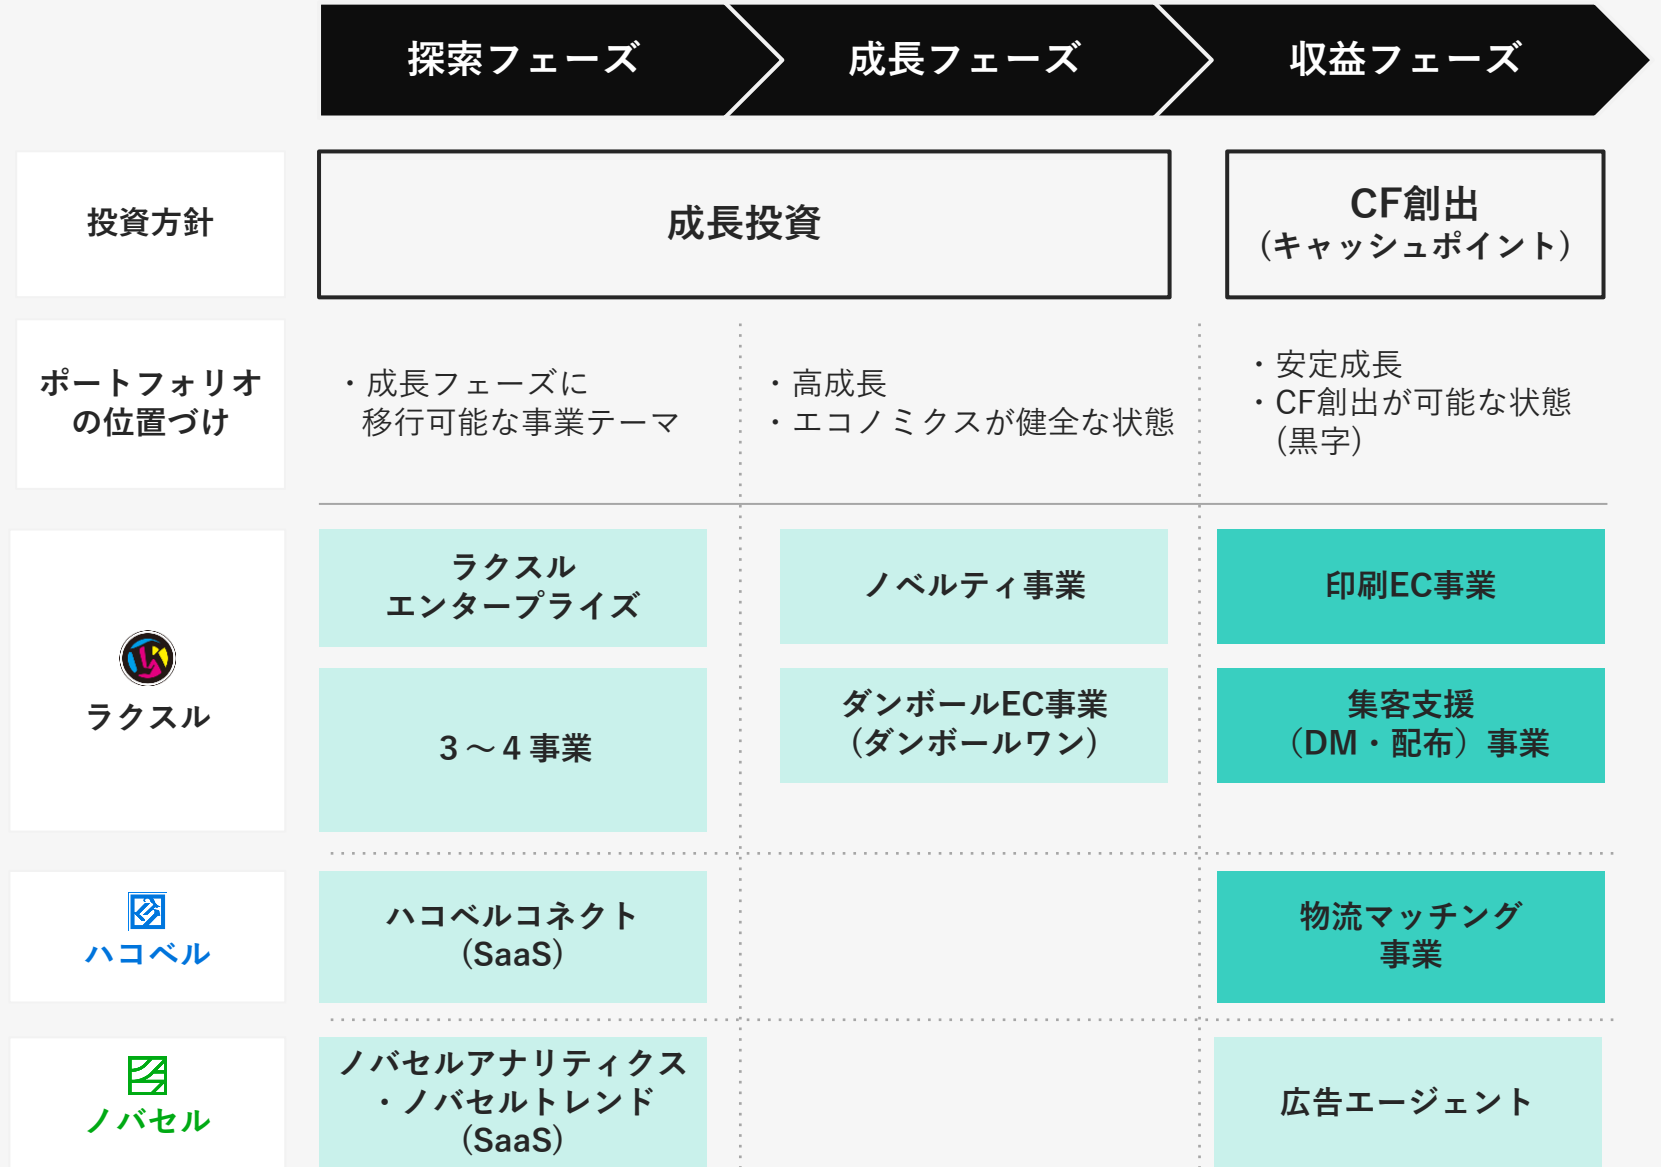 探索フェーズ
成長フェーズ
収益フェーズ
投資方針
成長投資
CF創出
(キャッシュポイント)
ポートフォリオ
の位置づけ
・成長フェーズに
移行可能な事業テーマ
・高成長
・エコノミクスが健全な状態
・安定成長
・CF創出が可能な状態
(黒字)
ラクスル
ラクスル
エンタープライズ
ノベルティ事業
印刷EC事業
3～4事業
ダンボールEC事業
(ダンボールワン)
集客支援
（DM・配布）事業
ハコベル
ハコベルコネクト
(SaaS)
物流マッチング
事業
ノバセル
ノバセルアナリティクス
・ノバセルトレンド
(SaaS)
広告エージェント